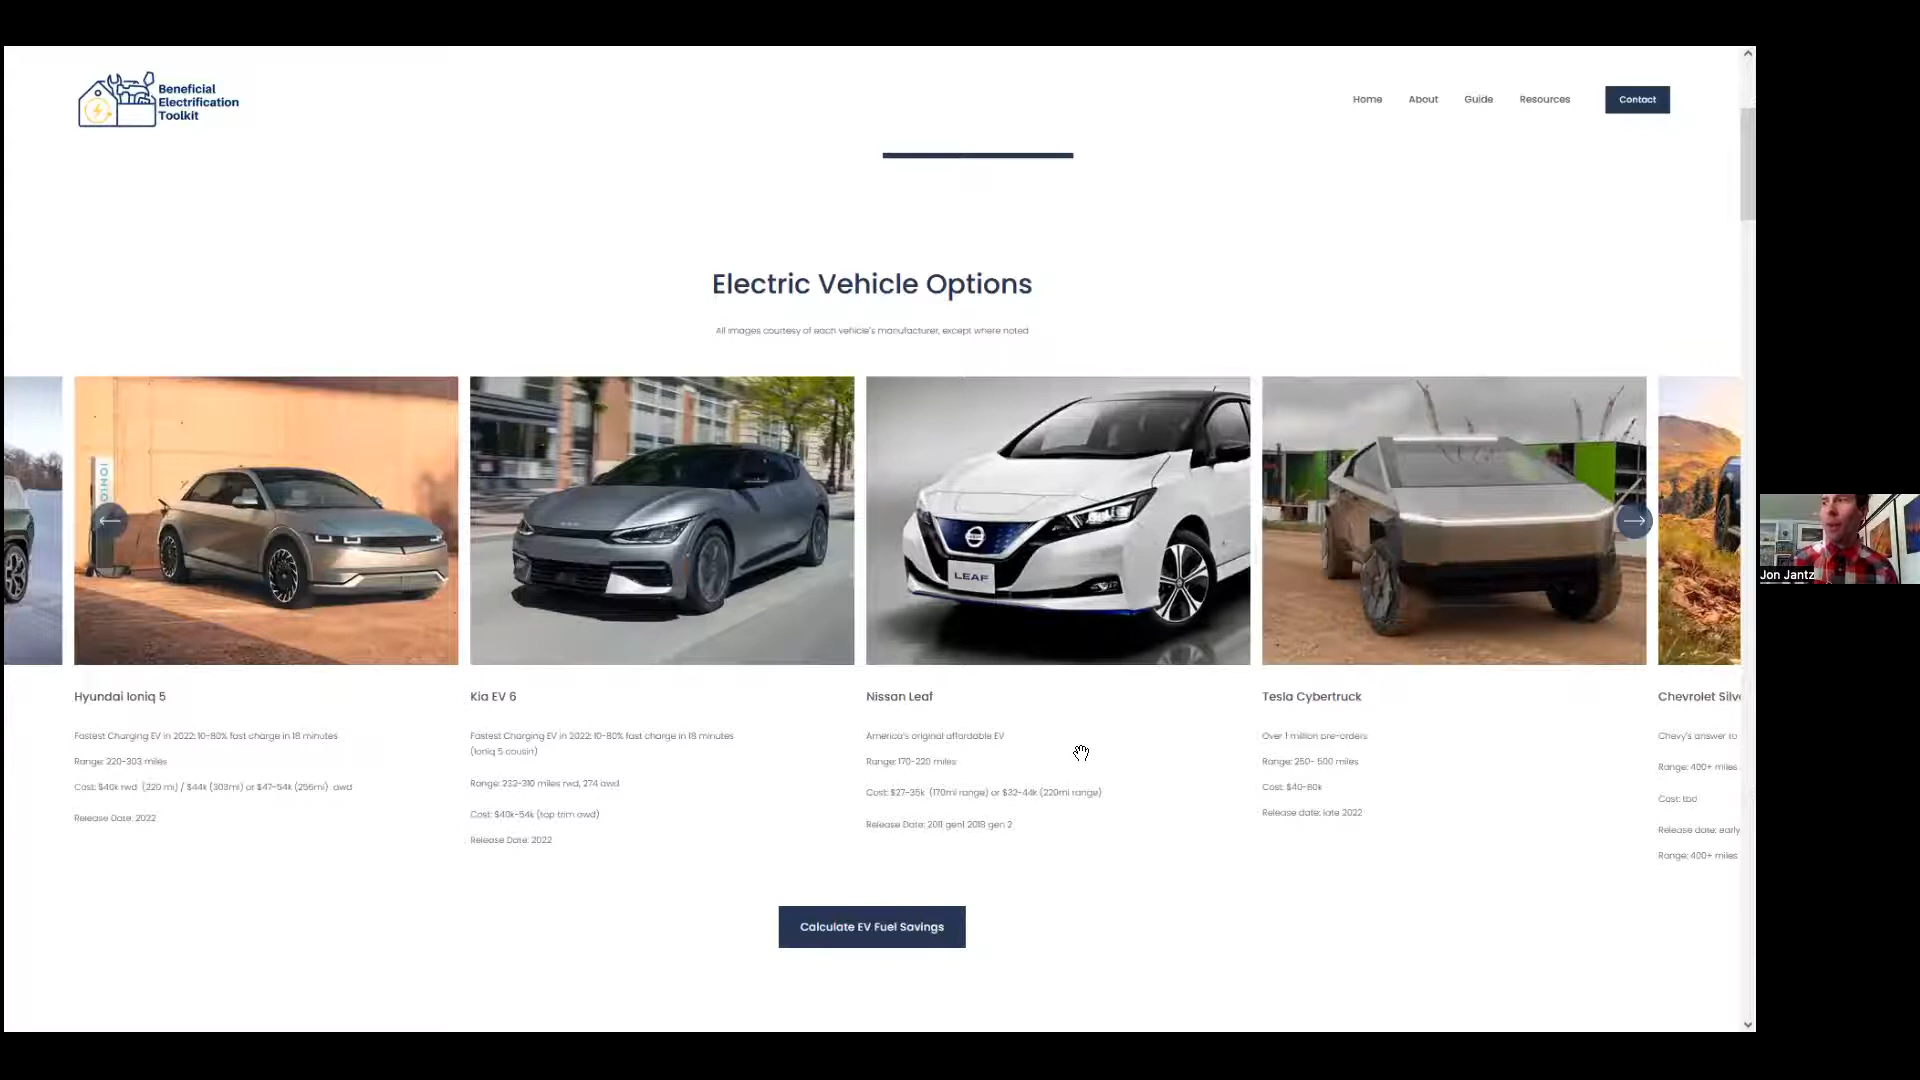 Beneficial
Electrification
Toolkit
Home
About
Guide
Resources
Contact
Electric Vehicle Options
All images courtesy of each vehicle's manufacturer, except where noted
IONIQ
LEAF
Hyundai Ioniq 5
Fastest Charging EV in 2022: 10-80% fast charge in 18 minutes
Range: 220-303 miles
Cost: $40k rwd (220 mi) / $44k (303mi) or $47-54k (256mi) awd
Release Date: 2022
Kia EV 6
Fastest Charging EV in 2022: 10-80% fast charge in 18 minutes
(Ioniq 5 cousin)
Range: 232-310 miles rwd, 274 awd
Cost: $40k-54k (top trim awd)
Release Date: 2022
Nissan Leaf
America's original affordable EV
Range: 170-220 miles
Cost: $27-35k (170mi range) or $32-44k (220mi range)
Release Date: 2011 gen1 2018 gen 2
Tesla Cybertruck
Over 1 million pre-orders
Range: 250- 500 miles
Cost: $40-80k
Release date: late 2022
Chevrolet Silv
Chevy's answer to
Range: 400+ miles
Cost: tbd
Release date: early
Range: 400+ miles
Calculate EV Fuel Savings
Jon Jantz